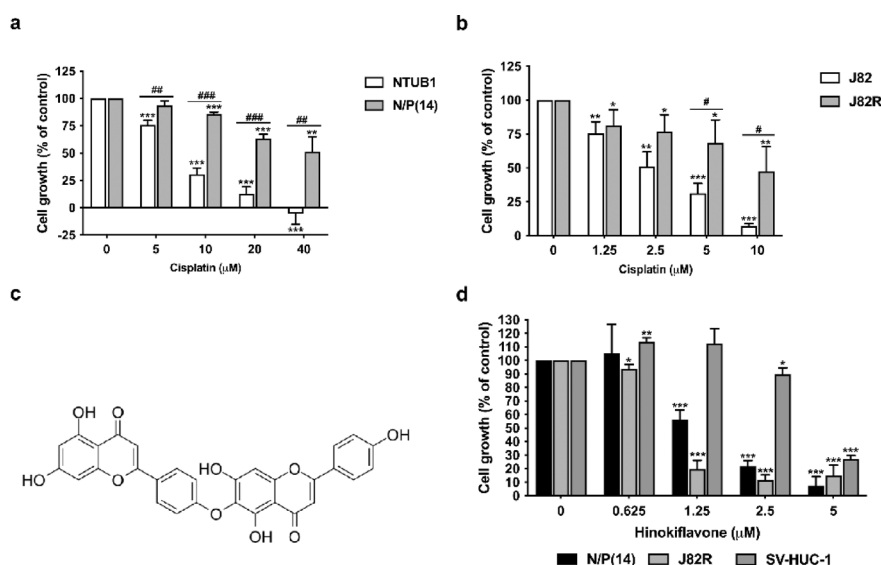 a
Cell growth (% of control)
125
100
75
50
25
0
-25
##
###
###
##
***
***
***
***
***
***
**
0 5 10 20 40
Cisplatin (μM)
NTUB1
N/P(14)
b
Cell growth (% of control)
125
100
75
50
25
0
#
#
**
*
**
*
***
*
***
**
0 1.25 2.5 5 10
Cisplatin (μM)
J82
J82R
c
OH
O
HO
O
O
HO
OH
O
O
OH
d
Cell growth (% of control)
130
120
110
100
90
80
70
60
50
40
30
20
10
0
*
**
***
***
***
***
*
***
***
***
0 0.625 1.25 2.5 5
Hinokiflavone (μM)
N/P(14) J82R SV-HUC-1